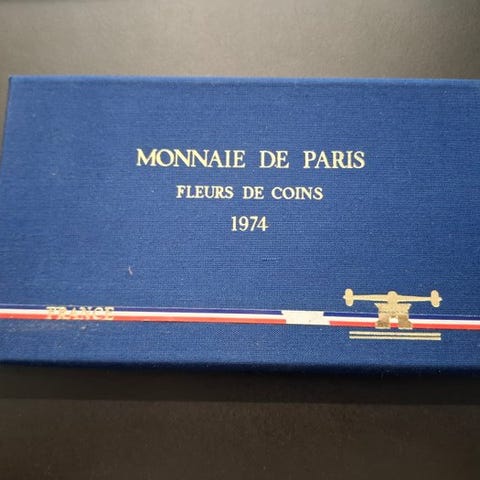 MONNAIE DE PARIS
FLEURS DE COINS
1974
FRANCE